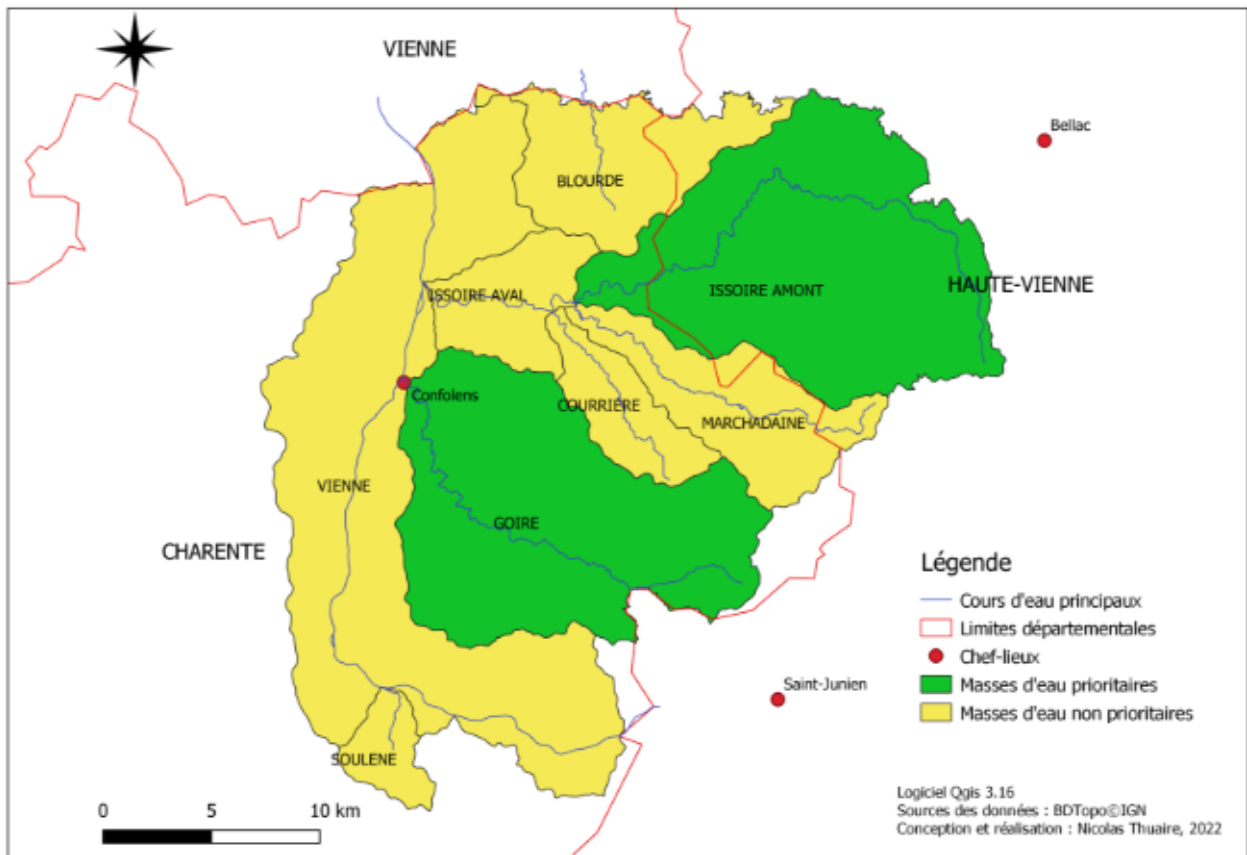 VIENNE
Bellac
BLOURDE
HAUTE-VIENNE
ISSOIRE AMONT
ISSOIRE AVAL
Confolens
COURRIÈRE
MARCHADAINE
VIENNE
GOIRE
CHARENTE
Légende
Cours d'eau principaux
Limites départementales
Chef-lieux
Masses d'eau prioritaires
Masses d'eau non prioritaires
Saint-Junien
SOULENE
0 5 10 km
Logiciel Qgis 3.16
Sources des données : BDTopo©IGN
Conception et réalisation : Nicolas Thuaire, 2022